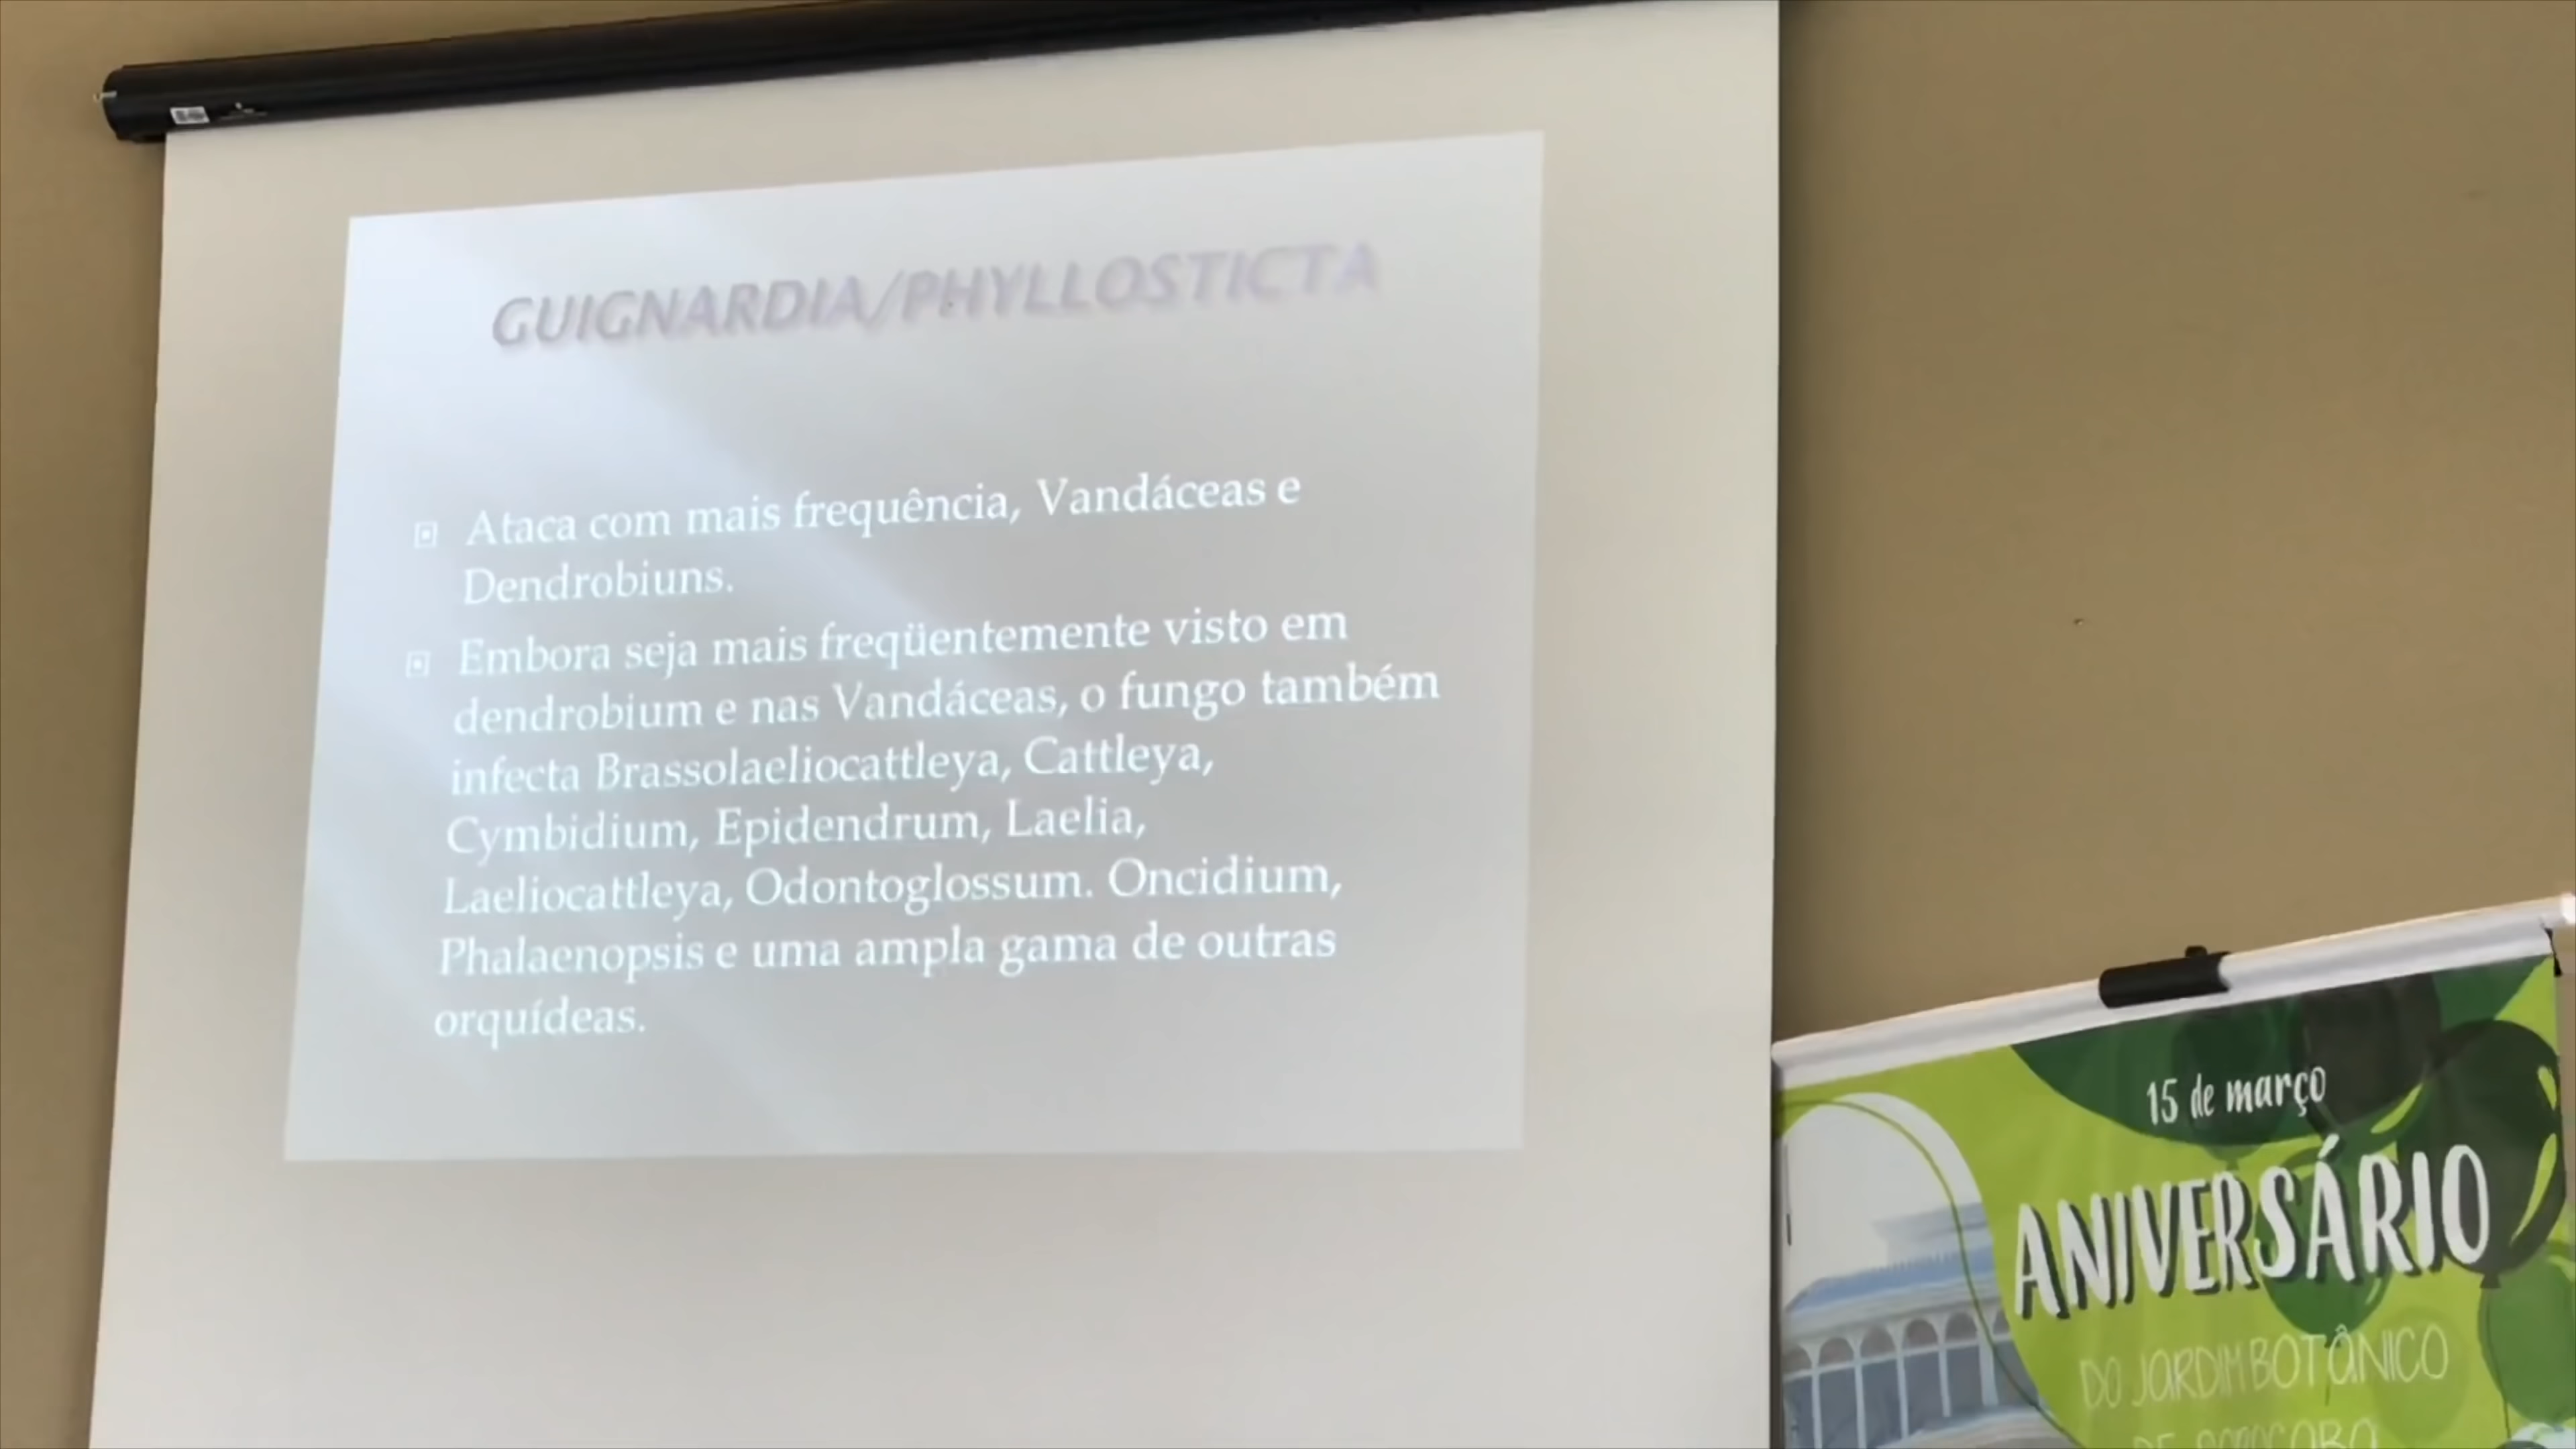 GUIGNARDIA/PHYLLOSTICTA
Ataca com mais frequência, Vandáceas e
Dendrobiuns.
Embora seja mais freqüentemente visto em
dendrobium e nas Vandáceas, o fungo também
infecta Brassolaeliocattleya, Cattleya,
Cymbidium, Epidendrum, Laelia,
Laeliocattleya, Odontoglossum. Oncidium,
Phalaenopsis e uma ampla gama de outras
orquídeas.
15 de março
ANIVERSÁRIO
DO JARDIM BOTÂNICO
DE